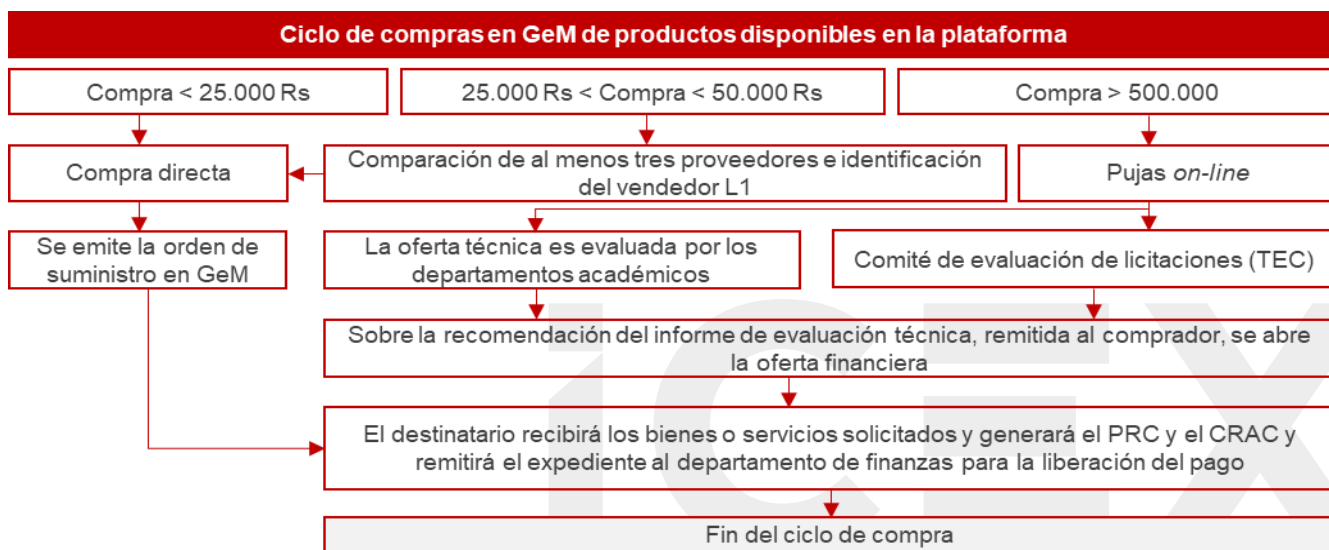 Ciclo de compras en GeM de productos disponibles en la plataforma
Compra < 25.000 Rs
25.000 Rs < Compra < 50.000 Rs
Compra > 500.000
Compra directa
Comparación de al menos tres proveedores e identificación
del vendedor L1
Pujas on-line
Se emite la orden de
suministro en GeM
La oferta técnica es evaluada por los
departamentos académicos
Comité de evaluación de licitaciones (TEC)
Sobre la recomendación del informe de evaluación técnica, remitida al comprador, se abre
la oferta financiera
El destinatario recibirá los bienes o servicios solicitados y generará el PRC y el CRAC y
remitirá el expediente al departamento de finanzas para la liberación del pago
Fin del ciclo de compra
iCEX